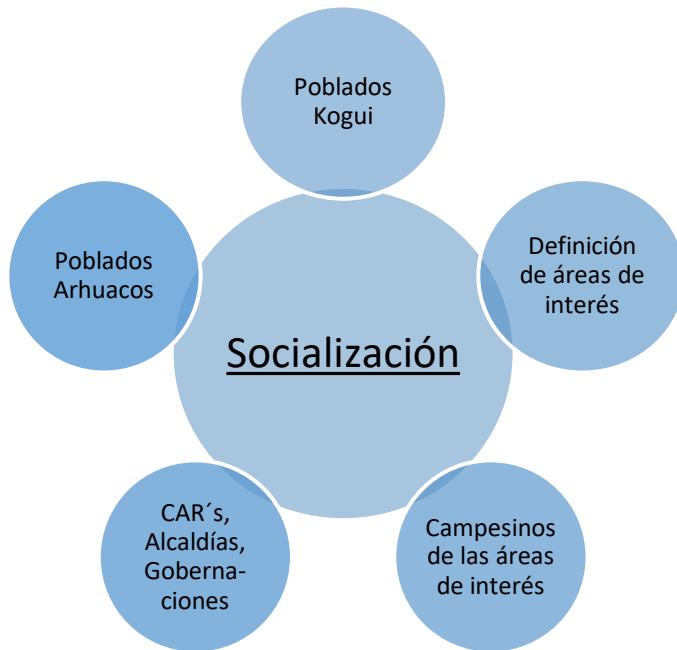 Poblados
Kogui
Definición
de áreas de
interés
Poblados
Arhuacos
Socialización
CAR´s,
Alcaldías,
Goberna-
ciones
Campesinos
de las áreas
de interés